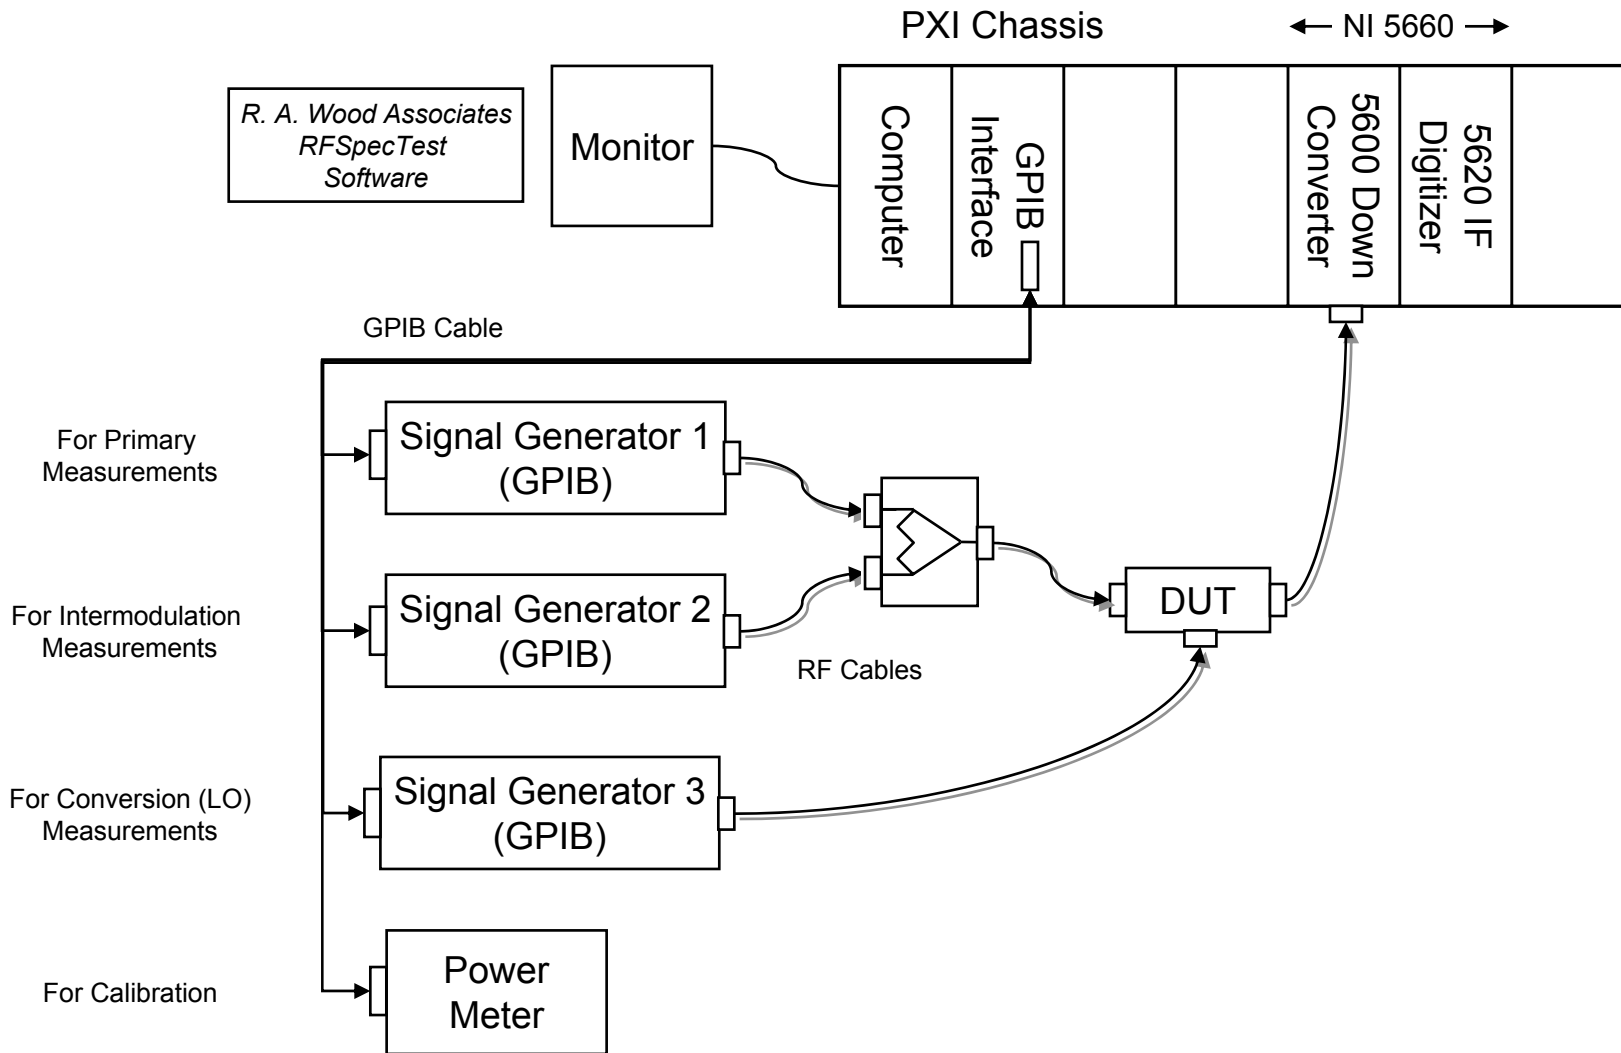 PXI Chassis
NI 5660
R. A. Wood Associates
RFSpecTest
Software
Monitor
Computer
GPIB
Interface
5600 Down
Converter
5620 IF
Digitizer
GPIB Cable
For Primary
Measurements
Signal Generator 1
(GPIB)
For Intermodulation
Measurements
Signal Generator 2
(GPIB)
DUT
RF Cables
For Conversion (LO)
Measurements
Signal Generator 3
(GPIB)
For Calibration
Power
Meter